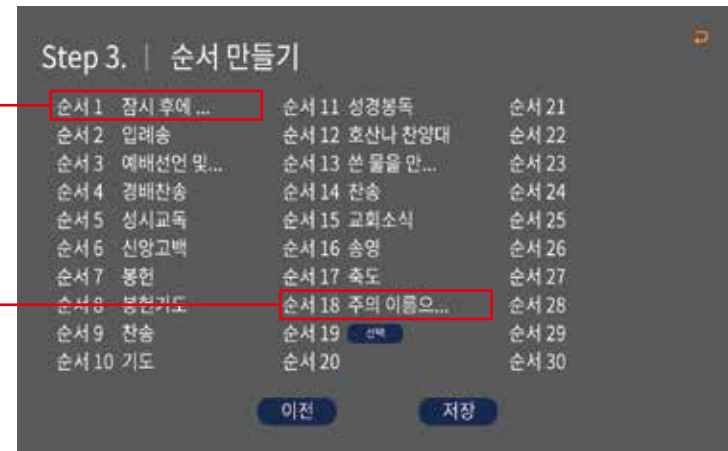 Step 3. | 순서 만들기
순서 1 잠시 후에 ...
순서 2 입례송
순서 3 예배선언 및...
순서 4 경배찬송
순서 5 성시교독
순서 6 신앙고백
순서 7 봉헌
순서 8 봉헌기도
순서 9 찬송
순서 10 기도
순서 11 성경봉독
순서 12 호산나 찬양대
순서 13 쓴 물을 만...
순서 14 찬송
순서 15 교회소식
순서 16 송영
순서 17 축도
순서 18 주의 이름으...
순서 19 선택
순서 20
순서 21
순서 22
순서 23
순서 24
순서 25
순서 26
순서 27
순서 28
순서 29
순서 30
이전 저장